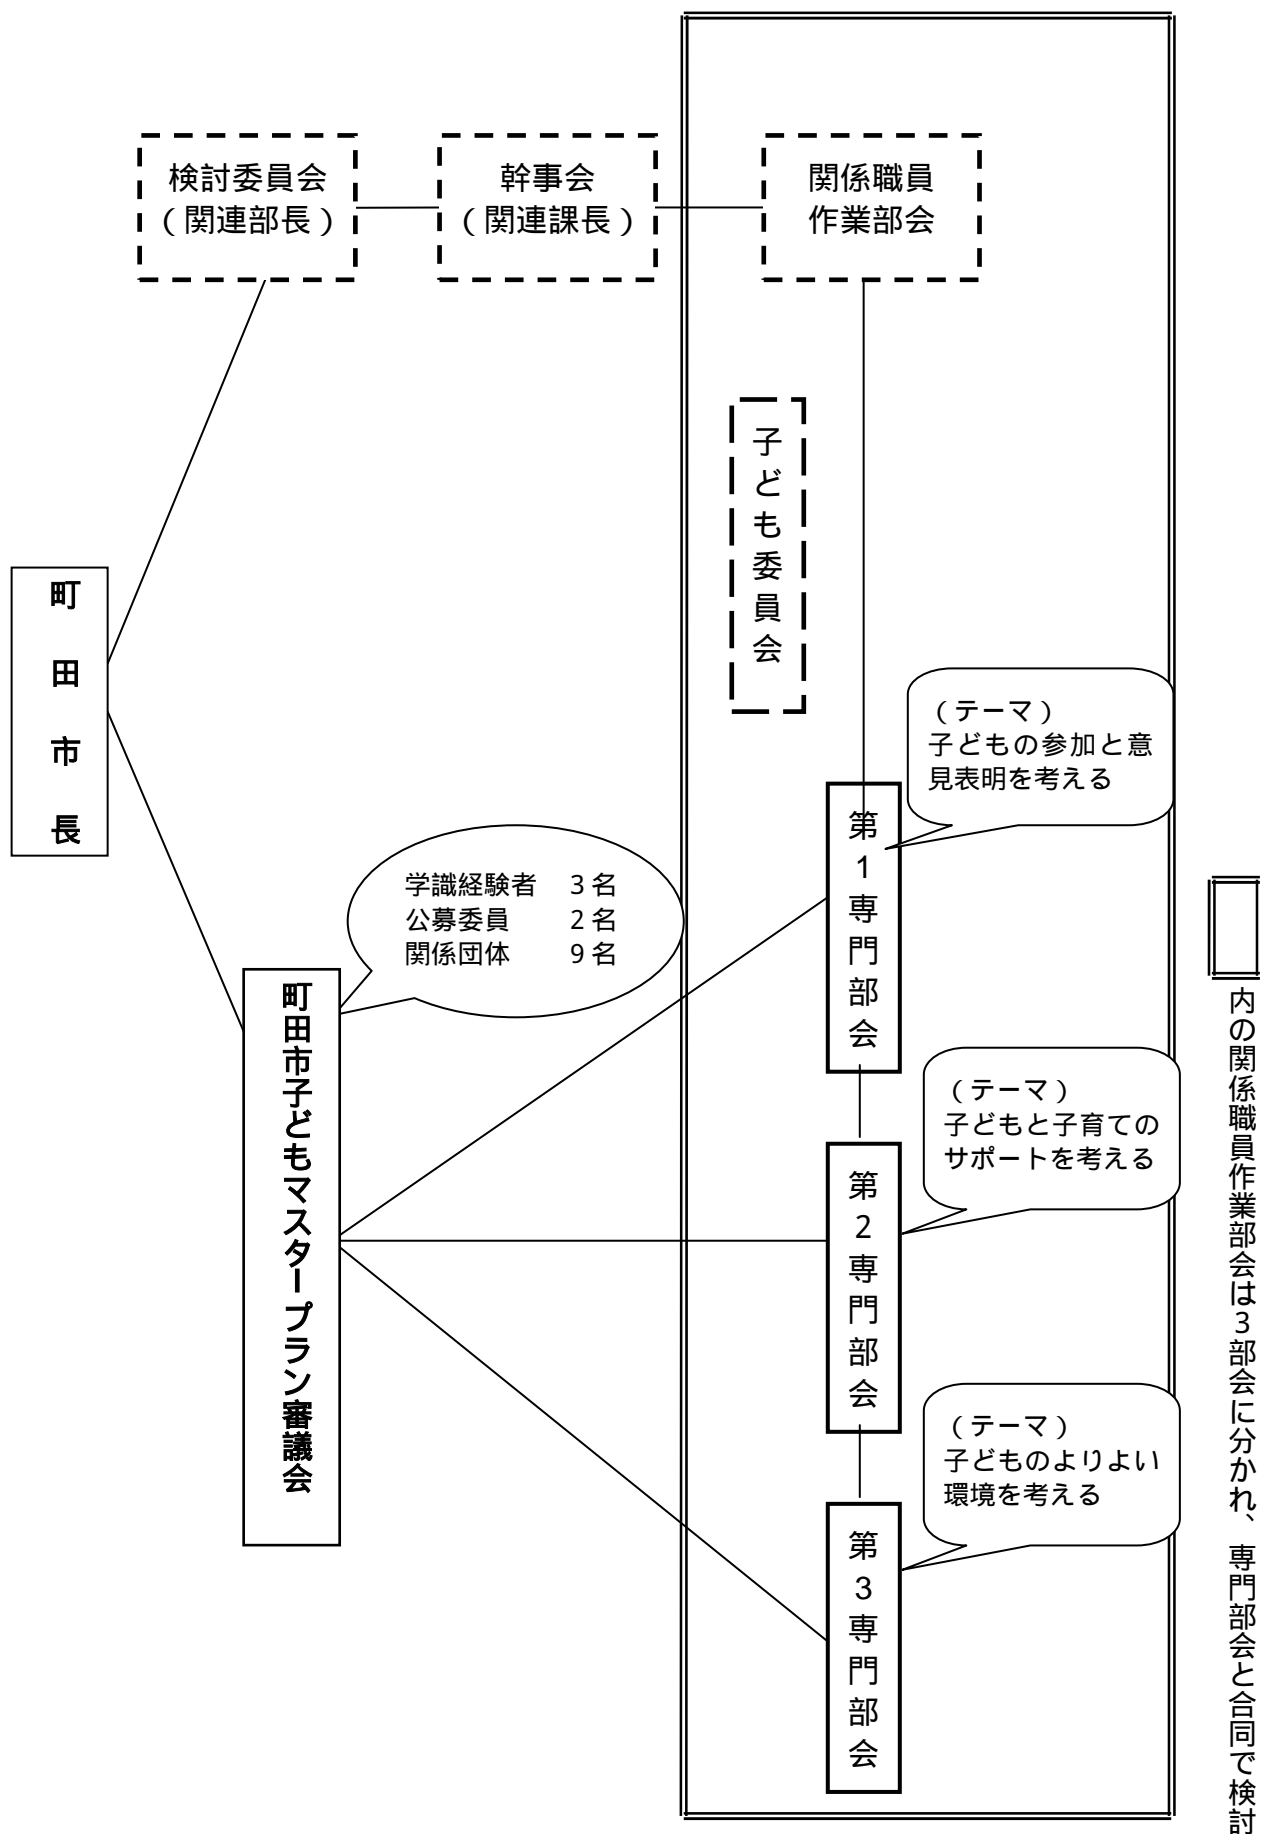 検討委員会
（関連部長）
幹事会
（関連課長）
関係職員
作業部会
子ども委員会
町田市長
（テーマ）
子どもの参加と意
見表明を考える
学識経験者　3名
公募委員　2名
関係団体　9名
第1専門部会
町田市子どもマスタープラン審議会
（テーマ）
子どもと子育ての
サポートを考える
第2専門部会
（テーマ）
子どものよりよい
環境を考える
第3専門部会
内の関係職員作業部会は3部会に分かれ、専門部会と合同で検討